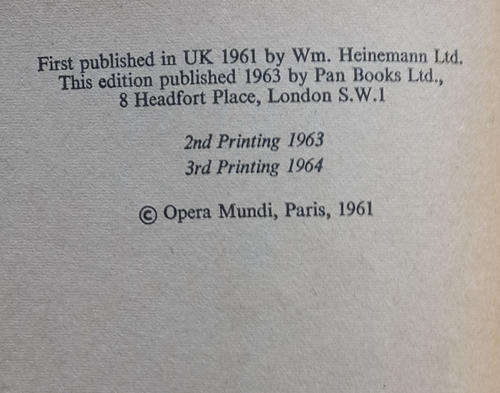 First published in UK 1961 by Wm. Heinemann Ltd.
This edition published 1963 by Pan Books Ltd.,
8 Headfort Place, London S.W.1
2nd Printing 1963
3rd Printing 1964
© Opera Mundi, Paris, 1961